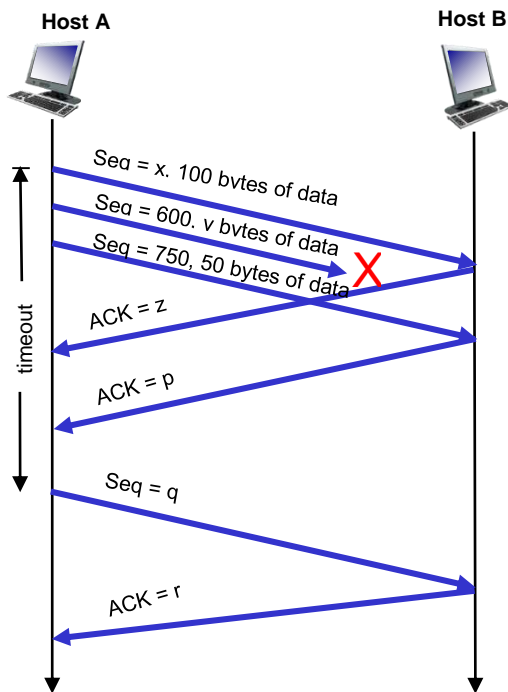 Host A
Host B
Seq = x, 100 bytes of data
Seq = 600, y bytes of data
Seq = 750, 50 bytes of data
X
ACK = z
timeout
ACK = p
Seq = q
ACK = r